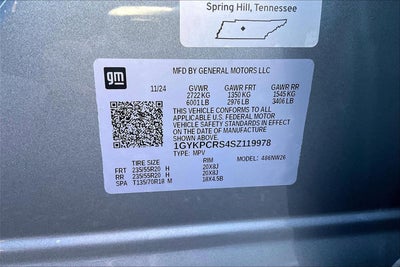 Spring Hill, Tennessee
gm
MFD BY GENERAL MOTORS LLC
11/24 GVWR GAWR FRT GAWR RR
2722 KG 1350 KG 1545 KG
6001 LB 2976 LB 3406 LB
THIS VEHICLE CONFORMS TO ALL
APPLICABLE U.S. FEDERAL MOTOR
VEHICLE SAFETY STANDARDS IN EFFECT
ON THE DATE OF MANUFACTURE SHOWN ABOVE.
1GYKPCRS4SZ119978
TYPE: MPV MODEL: 486NW26
TIRE SIZE RIM
FRT 235/55R20 H 20X8J
RR 235/55R20 H 20X8J
SPA T135/70R18 M 18X4.5B